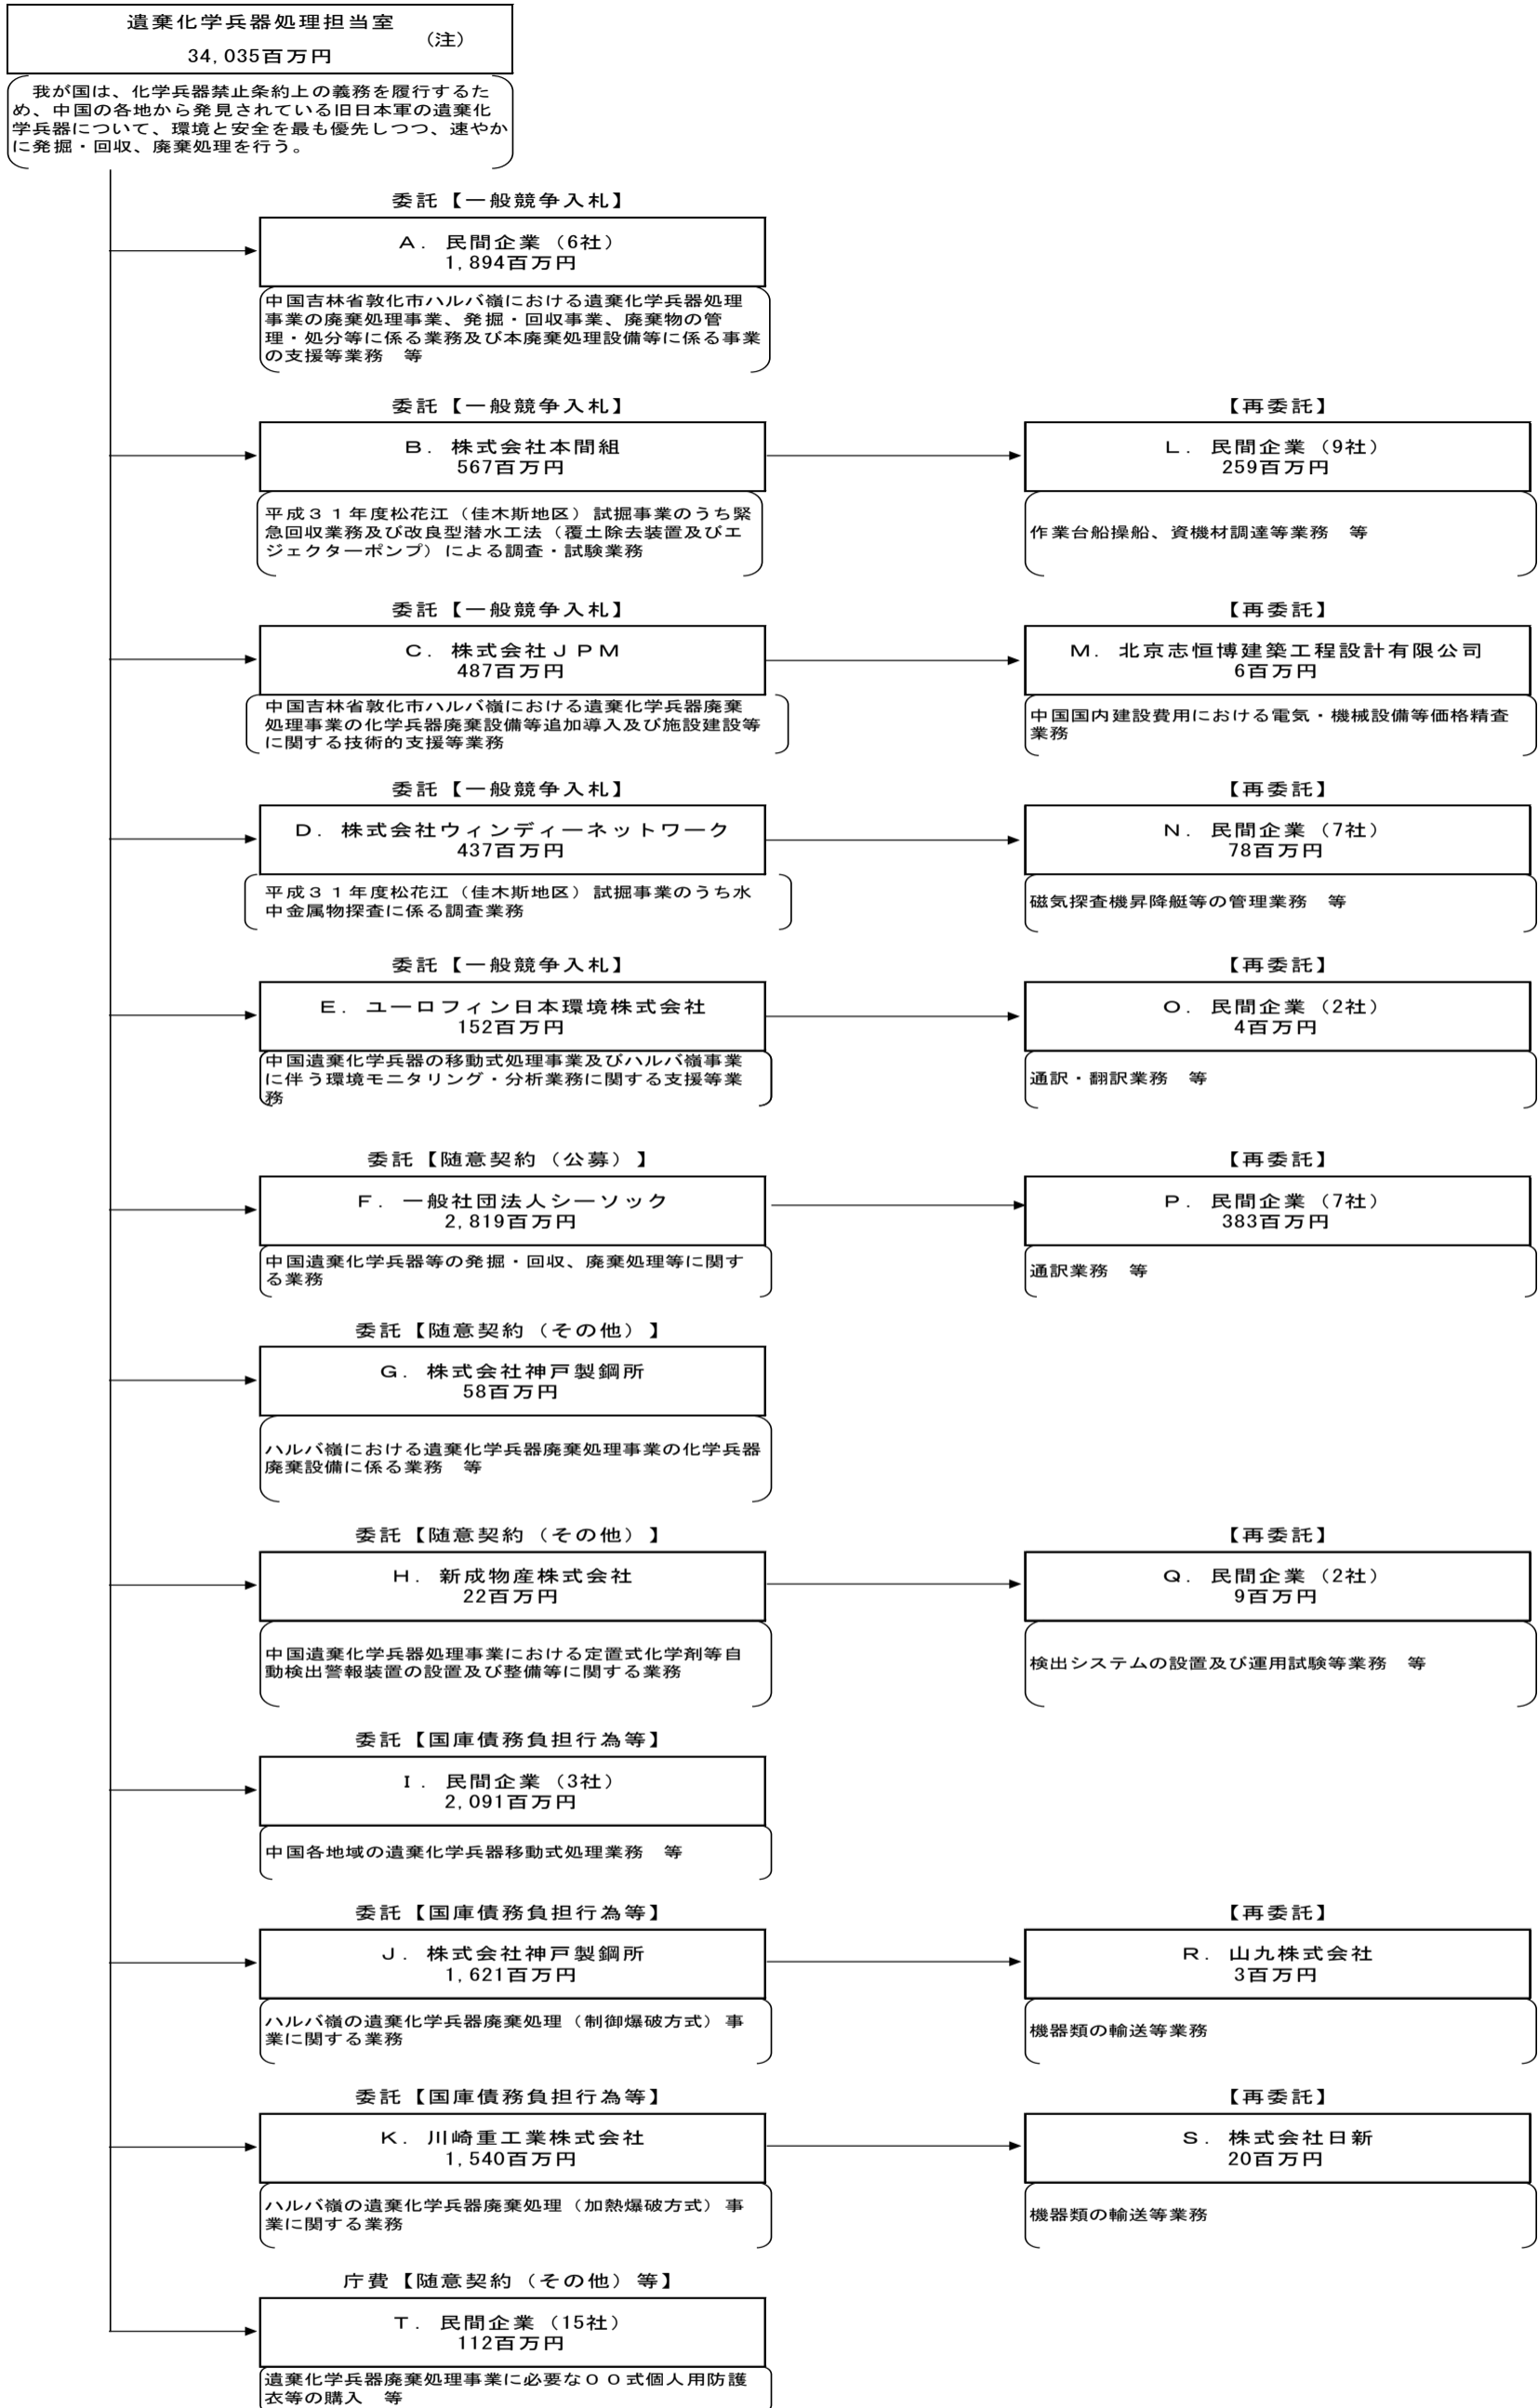 遺棄化学兵器処理担当室
（注）
34,035百万円
我が国は、化学兵器禁止条約上の義務を履行するた
め、中国の各地から発見されている旧日本軍の遺棄化
学兵器について、環境と安全を最も優先しつつ、速やか
に発掘・回収、廃棄処理を行う。
委託【一般競争入札】
A. 民間企業（6社）
1,894百万円
中国吉林省敦化市ハルバ嶺における遺棄化学兵器処理
事業の廃棄処理事業、発掘・回収事業、廃棄物の管
理・処分等に係る業務及び本廃棄処理設備等に係る事業
の支援等業務　等
委託【一般競争入札】
B. 株式会社本間組
567百万円
平成３１年度松花江（佳木斯地区）試掘事業のうち緊
急回収業務及び改良型潜水工法（覆土除去装置及びエ
ジェクターポンプ）による調査・試験業務
【再委託】
L. 民間企業（9社）
259百万円
作業台船操船、資機材調達等業務　等
委託【一般競争入札】
C. 株式会社ＪＰＭ
487百万円
中国吉林省敦化市ハルバ嶺における遺棄化学兵器廃棄
処理事業の化学兵器廃棄設備等追加導入及び施設建設等
に関する技術的支援等業務
【再委託】
M. 北京志恒博建築工程設計有限公司
6百万円
中国国内建設費用における電気・機械設備等価格精査
業務
委託【一般競争入札】
D. 株式会社ウィンディーネットワーク
437百万円
平成３１年度松花江（佳木斯地区）試掘事業のうち水
中金属物探査に係る調査業務
【再委託】
N. 民間企業（7社）
78百万円
磁気探査機昇降艇等の管理業務　等
委託【一般競争入札】
E. ユーロフィン日本環境株式会社
152百万円
中国遺棄化学兵器の移動式処理事業及びハルバ嶺事業
に伴う環境モニタリング・分析業務に関する支援等業
務
【再委託】
O. 民間企業（2社）
4百万円
通訳・翻訳業務　等
委託【随意契約（公募）】
F. 一般社団法人シーソック
2,819百万円
中国遺棄化学兵器等の発掘・回収、廃棄処理等に関す
る業務
【再委託】
P. 民間企業（7社）
383百万円
通訳業務　等
委託【随意契約（その他）】
G. 株式会社神戸製鋼所
58百万円
ハルバ嶺における遺棄化学兵器廃棄処理事業の化学兵器
廃棄設備に係る業務　等
委託【随意契約（その他）】
H. 新成物産株式会社
22百万円
中国遺棄化学兵器処理事業における定置式化学剤等自
動検出警報装置の設置及び整備等に関する業務
【再委託】
Q. 民間企業（2社）
9百万円
検出システムの設置及び運用試験等業務　等
委託【国庫債務負担行為等】
I. 民間企業（3社）
2,091百万円
中国各地域の遺棄化学兵器移動式処理業務　等
委託【国庫債務負担行為等】
J. 株式会社神戸製鋼所
1,621百万円
ハルバ嶺の遺棄化学兵器廃棄処理（制御爆破方式）事
業に関する業務
【再委託】
R. 山九株式会社
3百万円
機器類の輸送等業務
委託【国庫債務負担行為等】
K. 川崎重工業株式会社
1,540百万円
ハルバ嶺の遺棄化学兵器廃棄処理（加熱爆破方式）事
業に関する業務
【再委託】
S. 株式会社日新
20百万円
機器類の輸送等業務
庁費【随意契約（その他）等】
T. 民間企業（15社）
112百万円
遺棄化学兵器廃棄処理事業に必要な００式個人用防護
衣等の購入　等